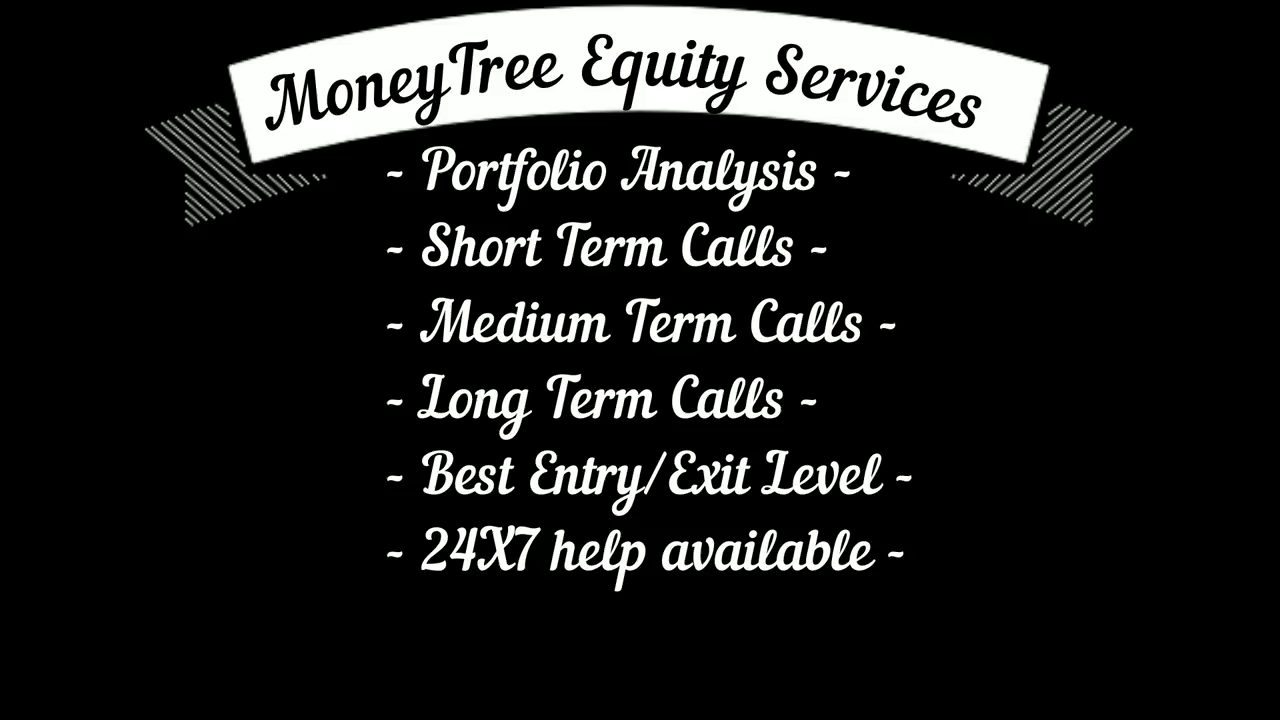 MoneyTree Equity Services
- Portfolio Analysis -
- Short Term Calls -
- Medium Term Calls -
- Long Term Calls -
- Best Entry/Exit Level -
- 24X7 help available -